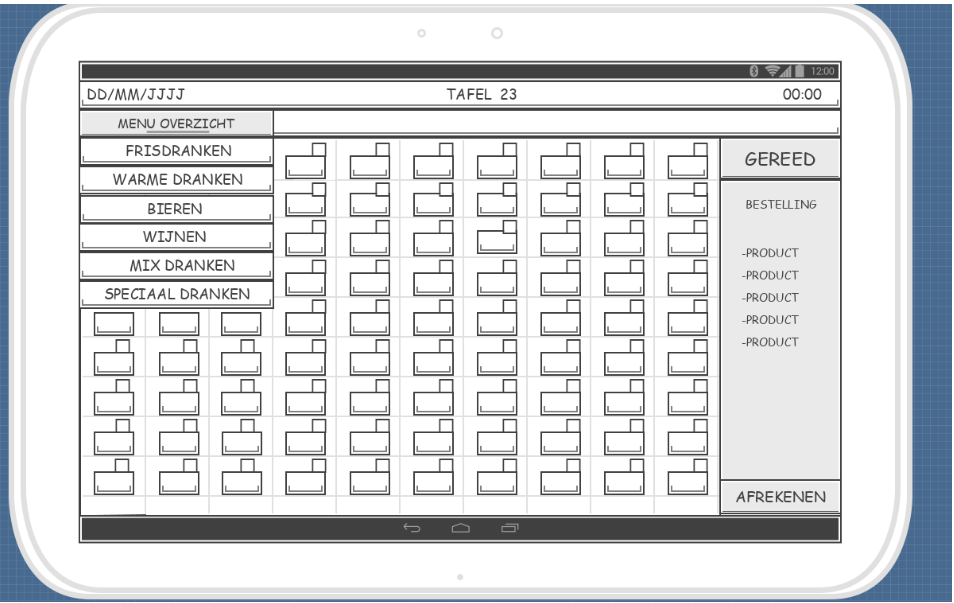 12:00
DD/MM/JJJJ TAFEL 23 00:00
MENU OVERZICHT
FRISDRANKEN
WARME DRANKEN
BIEREN
WIJNEN
MIX DRANKEN
SPECIAAL DRANKEN
GEREED
BESTELLING
-PRODUCT
-PRODUCT
-PRODUCT
-PRODUCT
-PRODUCT
AFREKENEN